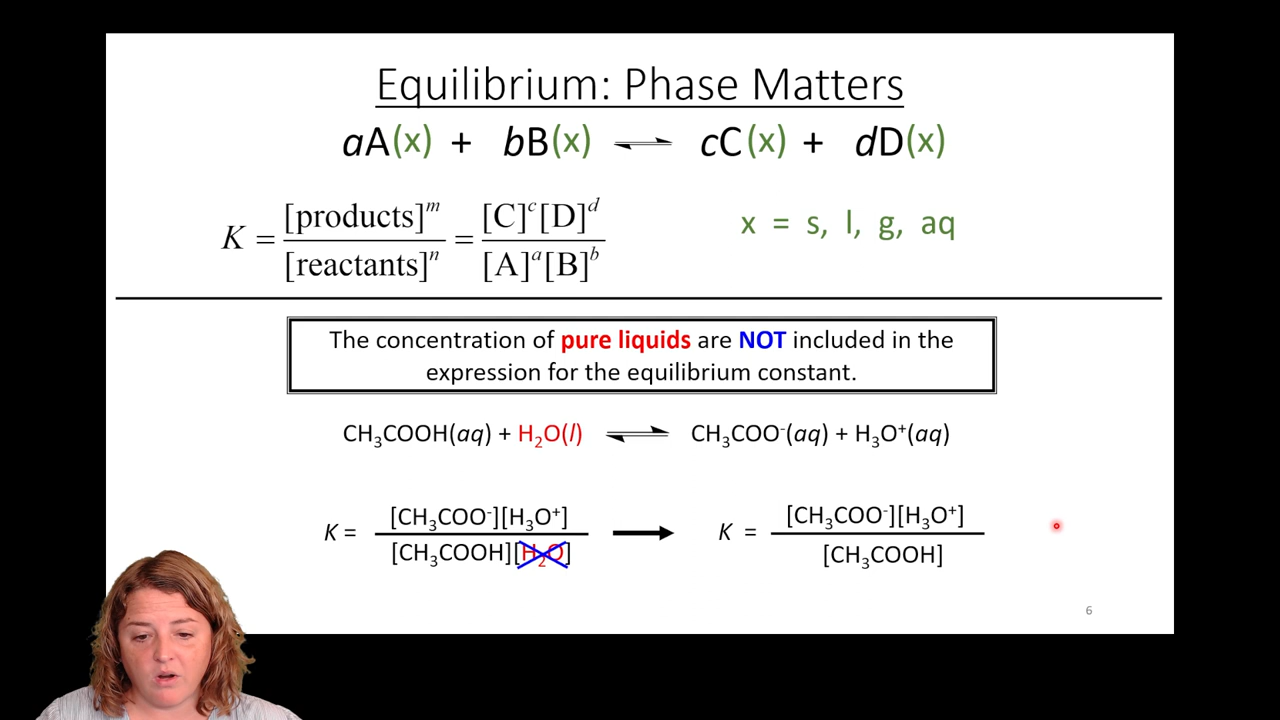 Equilibrium: Phase Matters
aA(x) + bB(x) ⇌ cC(x) + dD(x)
K = [products]ᵐ / [reactants]ⁿ = [C]ᶜ[D]ᵈ / [A]ᵃ[B]ᵇ
x = s, l, g, aq
The concentration of pure liquids are NOT included in the
expression for the equilibrium constant.
CH₃COOH(aq) + H₂O(l) ⇌ CH₃COO⁻(aq) + H₃O⁺(aq)
K = [CH₃COO⁻][H₃O⁺] / [CH₃COOH][H₂O] → K = [CH₃COO⁻][H₃O⁺] / [CH₃COOH]
6